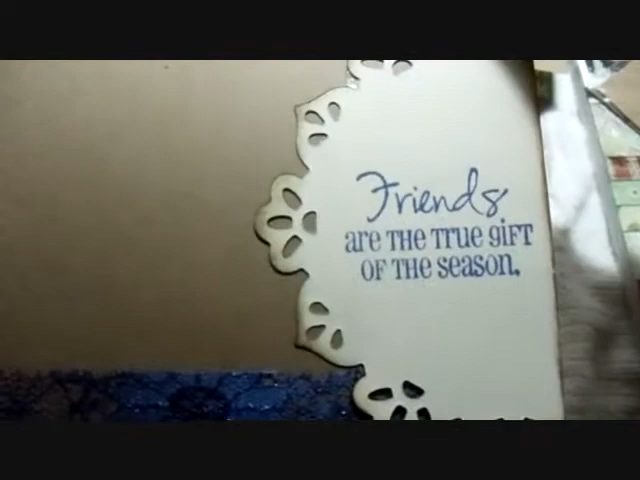 Friends
are THE TRUE GIFT
OF THE season.